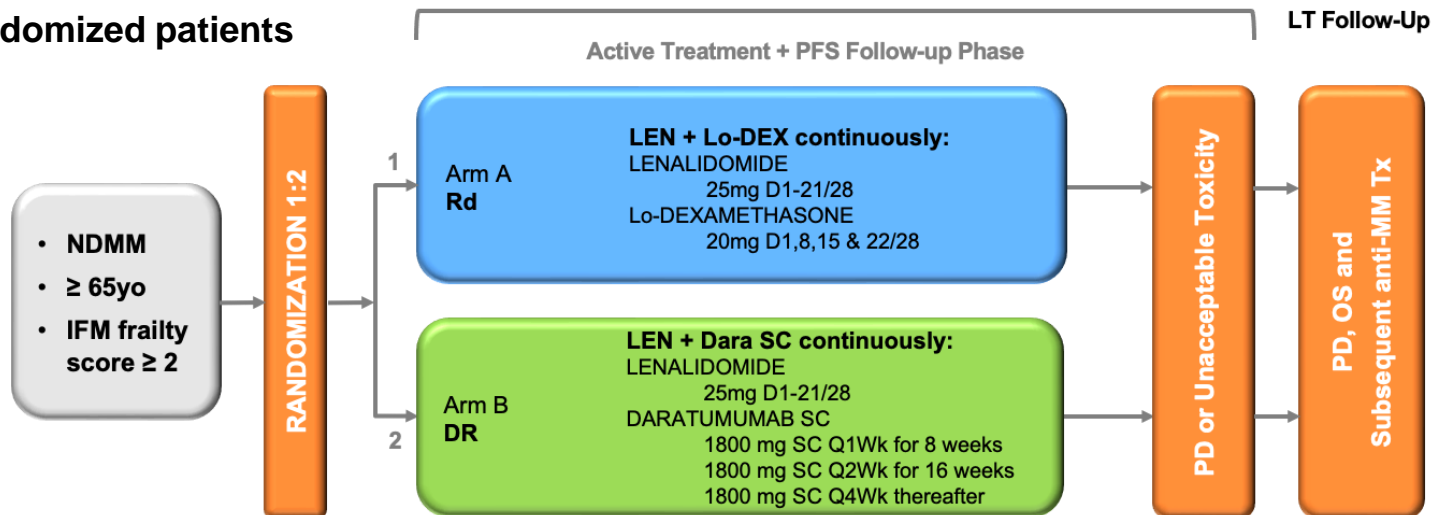 domized patients
Active Treatment + PFS Follow-up Phase
LT Follow-Up
• NDMM
• ≥ 65yo
• IFM frailty
score ≥ 2
RANDOMIZATION 1:2
1
Arm A
Rd
LEN + Lo-DEX continuously:
LENALIDOMIDE
25mg D1-21/28
Lo-DEXAMETHASONE
20mg D1,8,15 & 22/28
2
Arm B
DR
LEN + Dara SC continuously:
LENALIDOMIDE
25mg D1-21/28
DARATUMUMAB SC
1800 mg SC Q1Wk for 8 weeks
1800 mg SC Q2Wk for 16 weeks
1800 mg SC Q4Wk thereafter
PD or Unacceptable Toxicity
PD, OS and
Subsequent anti-MM Tx